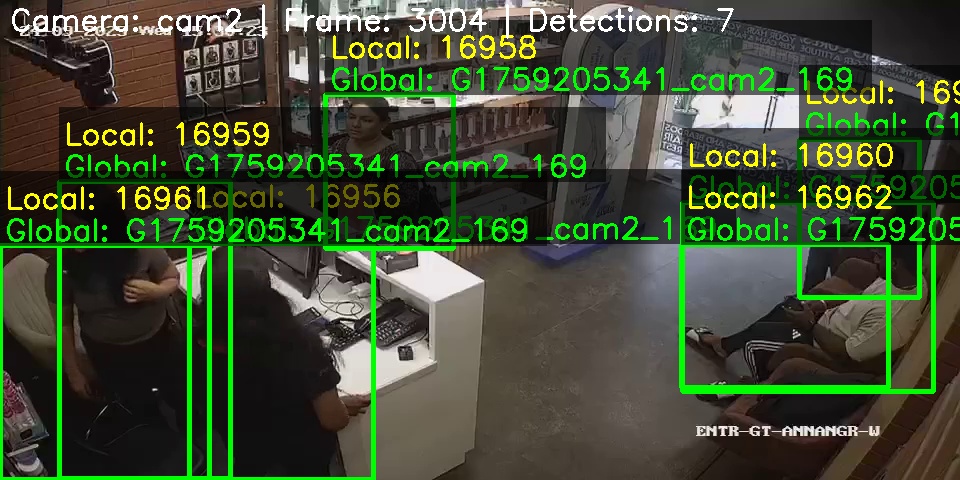 Camera: cam2 | Frame: 3004 | Detections: 7
Local: 16958
Global: G1759205341_cam2_169
Local: 169
Global: G1
Local: 16959
Global: G1759205341_cam2_169
Local: 16960
Local: 16961
Local: 16956
Local: 16962
Global: G1759205341_cam2_169
_cam2_1
Global: G1759205
ENTR-GT-ANNANGR-W